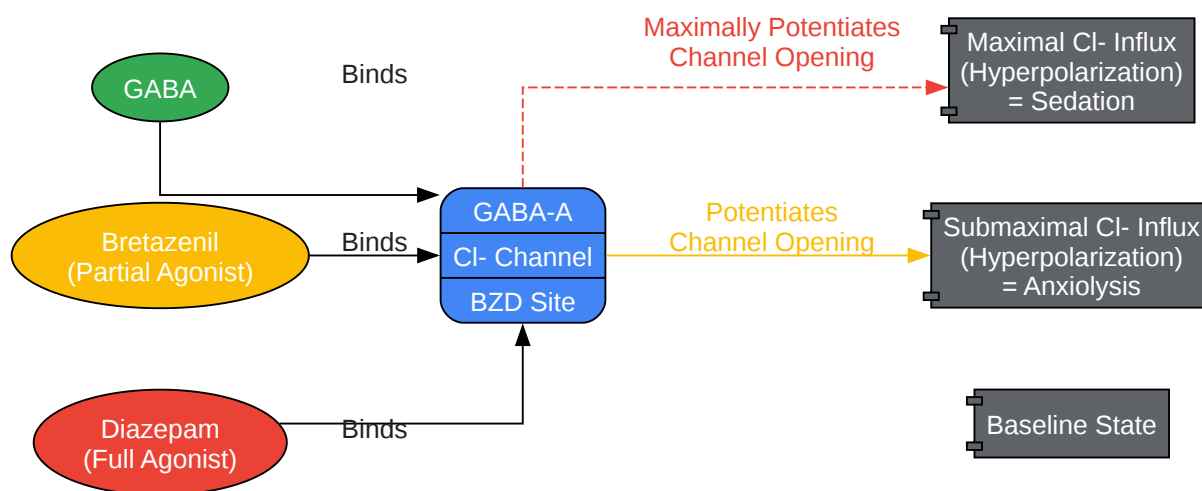 Maximally Potentiates
Channel Opening
Maximal Cl- Influx
(Hyperpolarization)
= Sedation
GABA
Binds
GABA-A
Cl- Channel
BZD Site
Bretazenil
(Partial Agonist)
Binds
Potentiates
Channel Opening
Submaximal Cl- Influx
(Hyperpolarization)
= Anxiolysis
Diazepam
(Full Agonist)
Binds
Baseline State